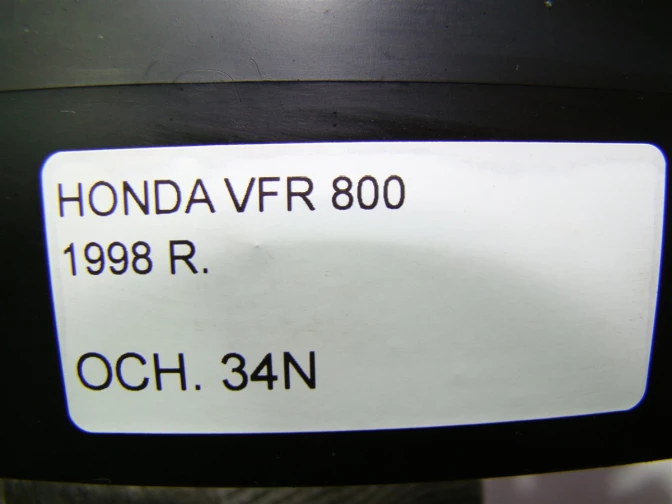 HONDA VFR 800
1998 R.
OCH. 34N